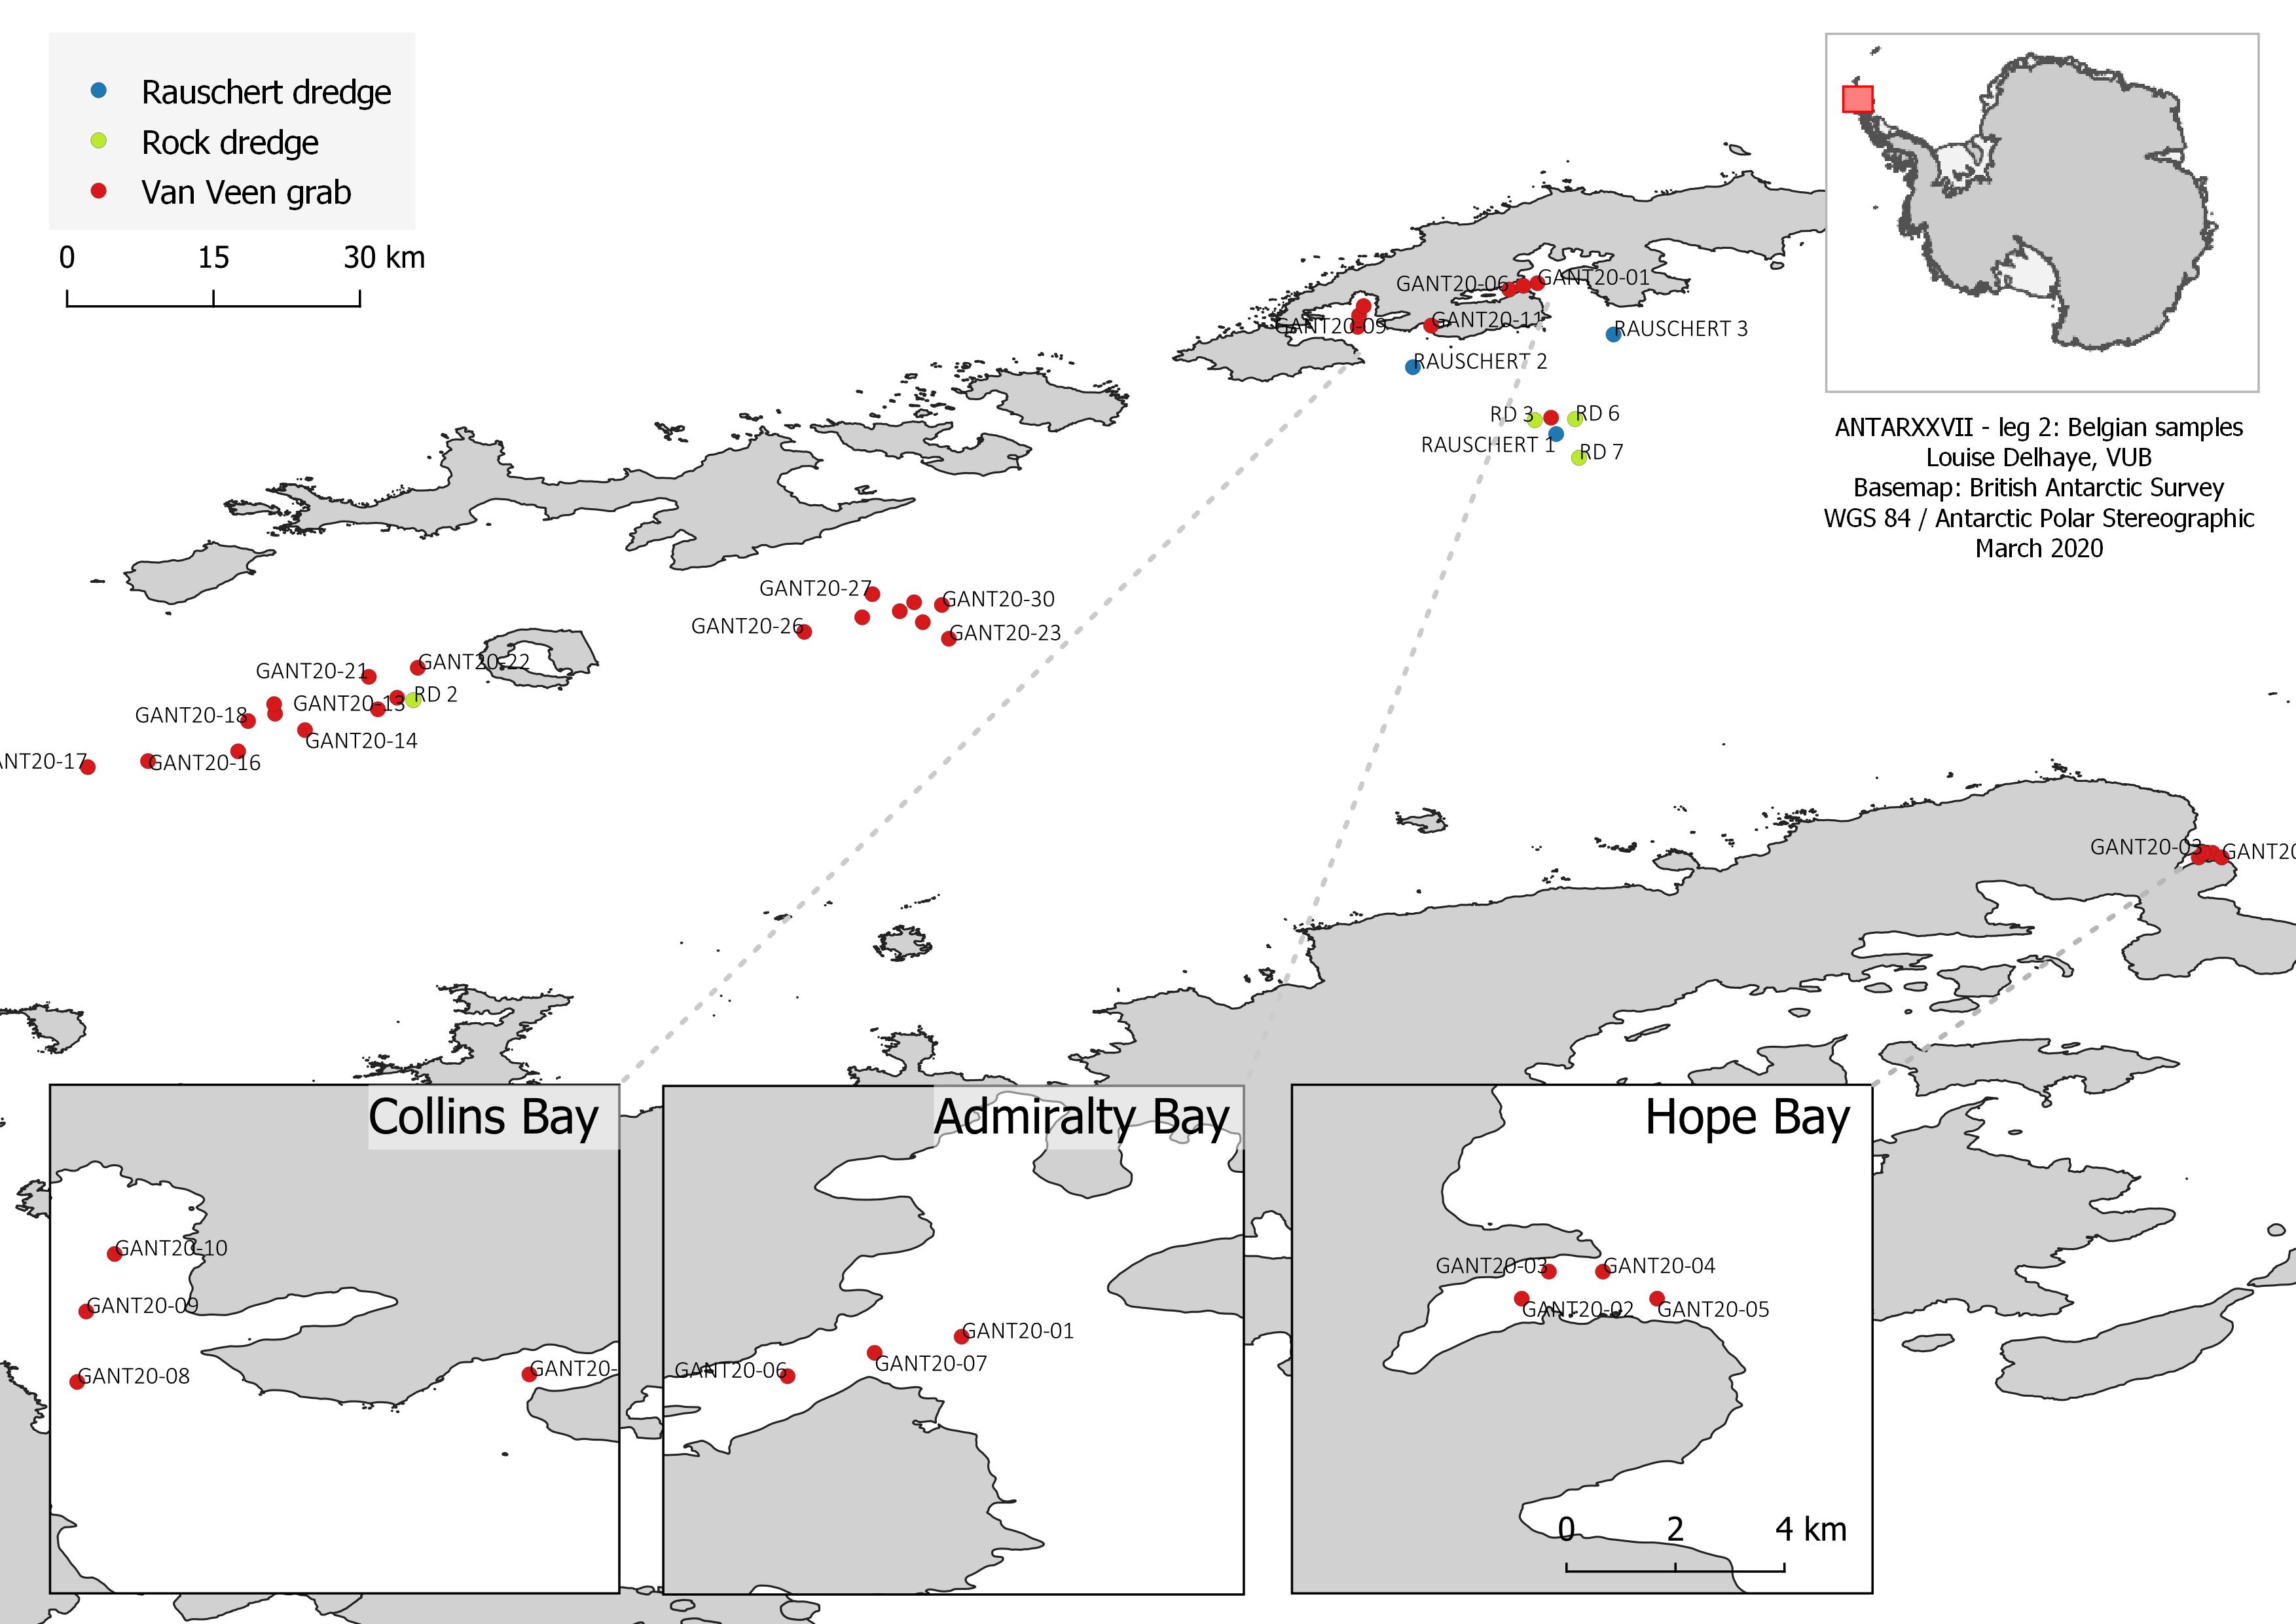 Rauschert dredge
Rock dredge
Van Veen grab
0 15 30 km
GANT20-06
GANT20-01
GANT20-09
GANT20-11
RAUSCHERT 3
RAUSCHERT 2
RD 3
RD 6
RAUSCHERT 1
RD 7
ANTARXXVII - leg 2: Belgian samples
Louise Delhaye, VUB
Basemap: British Antarctic Survey
WGS 84 / Antarctic Polar Stereographic
March 2020
GANT20-27
GANT20-30
GANT20-26
GANT20-23
GANT20-21
GANT20-22
GANT20-13
RD 2
GANT20-18
GANT20-14
ANT20-17
GANT20-16
GANT20-03
GANT20
Collins Bay
GANT20-10
GANT20-09
GANT20-08
GANT20-
Admiralty Bay
GANT20-01
GANT20-07
GANT20-06
Hope Bay
GANT20-03
GANT20-04
GANT20-02
GANT20-05
0 2 4 km